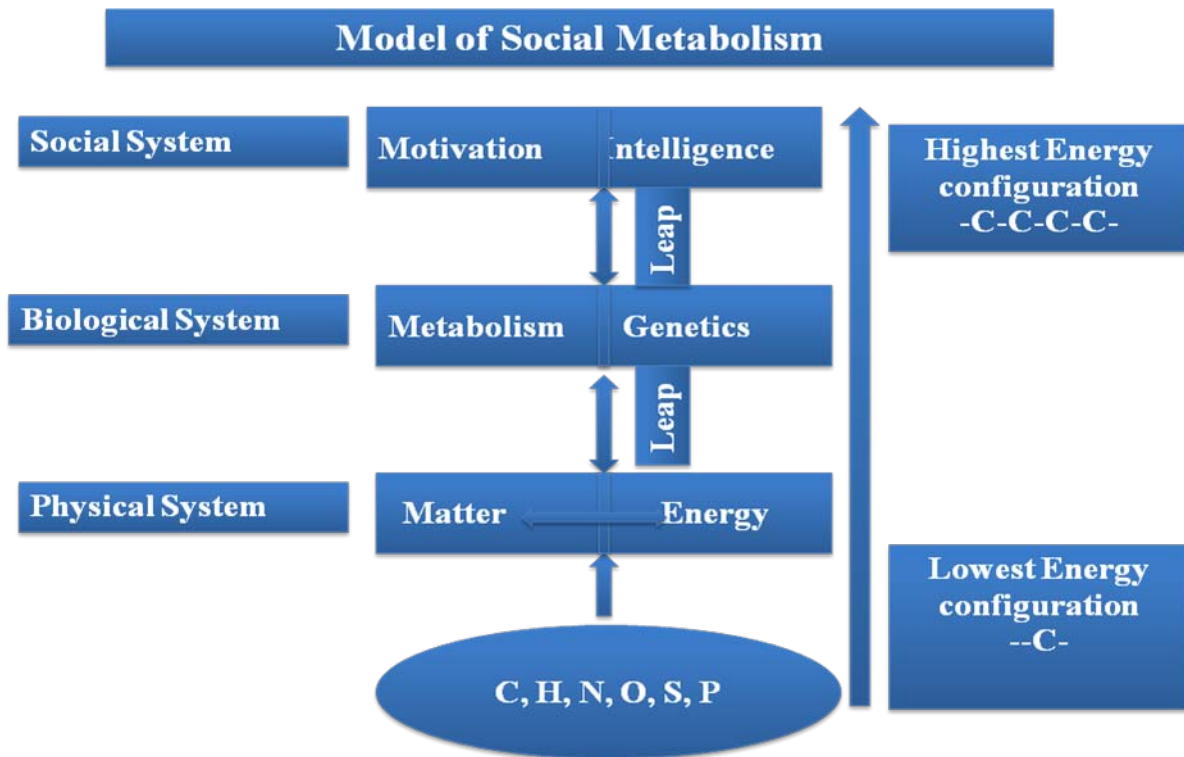 Model of Social Metabolism
Social System
Motivation Intelligence
Highest Energy
configuration
-C-C-C-C-
Leap
Biological System
Metabolism Genetics
Leap
Physical System
Matter Energy
Lowest Energy
configuration
--C-
C, H, N, O, S, P